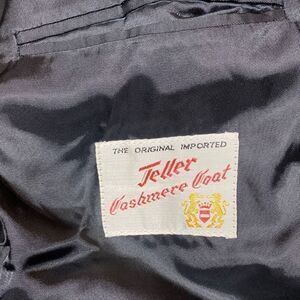 THE ORIGINAL IMPORTED
Teller
Cashmere Coat